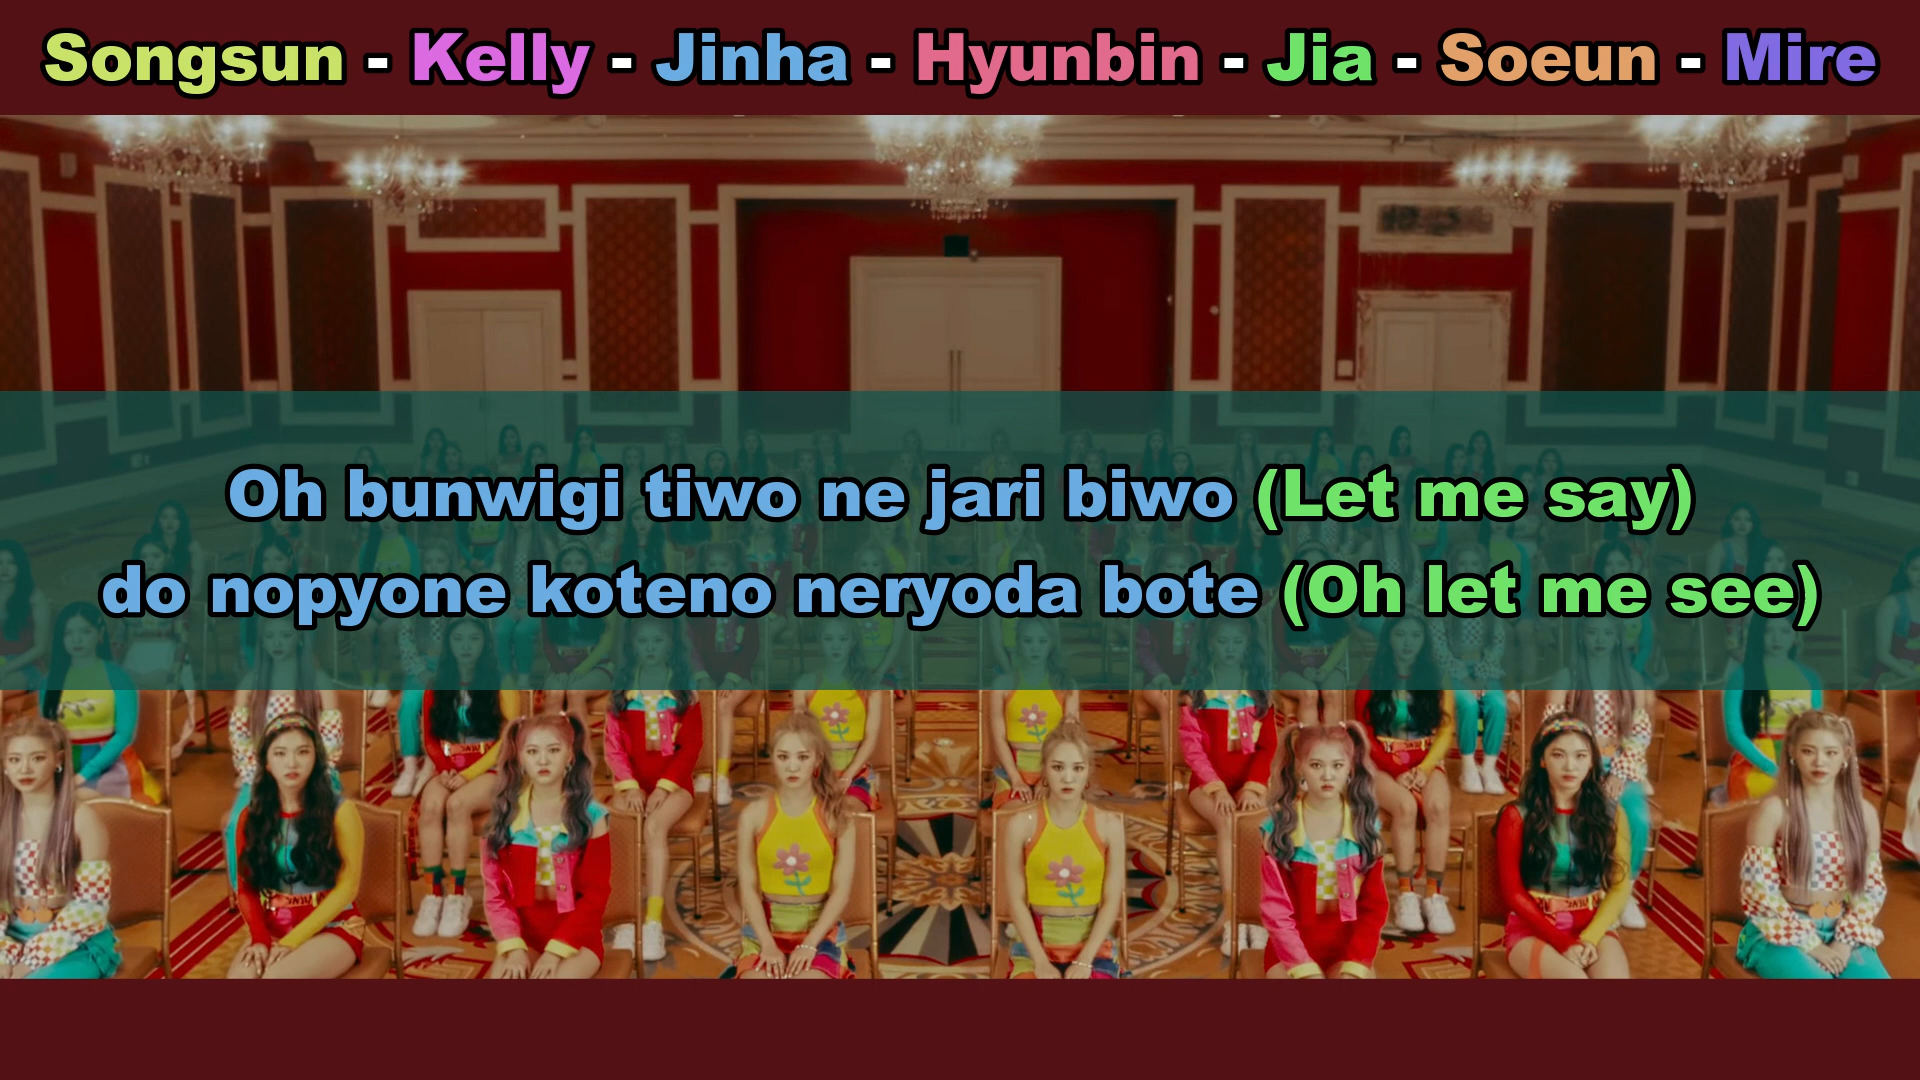 Songsun - Kelly - Jinha - Hyunbin - Jia - Soeun - Mire
Oh bunwigi tiwo ne jari biwo (Let me say)
do nopyone koteno neryoda bote (Oh let me see)